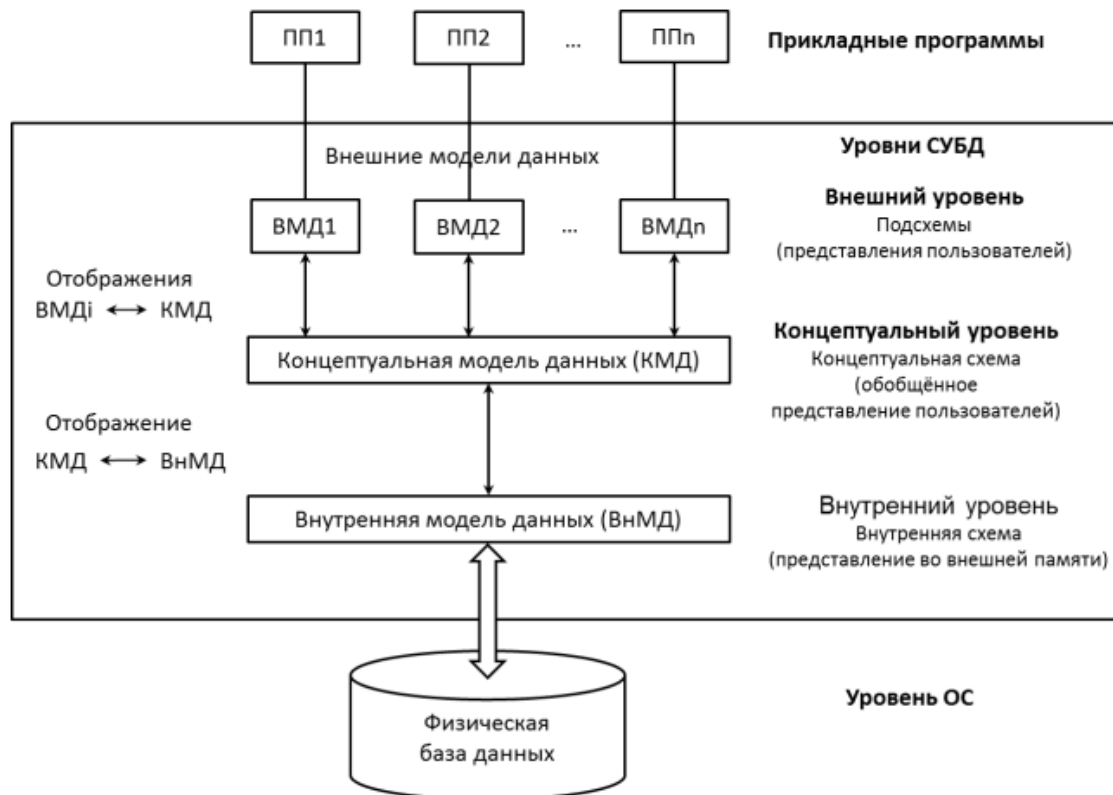 ПП1
ПП2
...
ППn
Прикладные программы
Уровни СУБД
Внешние модели данных
Внешний уровень
Подсхемы
(представления пользователей)
ВМД1
ВМД2
...
ВМДn
Отображения
ВМДi ⟷ КМД
Концептуальный уровень
Концептуальная схема
(обобщённое
представление пользователей)
Концептуальная модель данных (КМД)
Отображение
КМД ⟷ ВнМД
Внутренняя модель данных (ВнМД)
Внутренний уровень
Внутренняя схема
(представление во внешней памяти)
Физическая
база данных
Уровень ОС